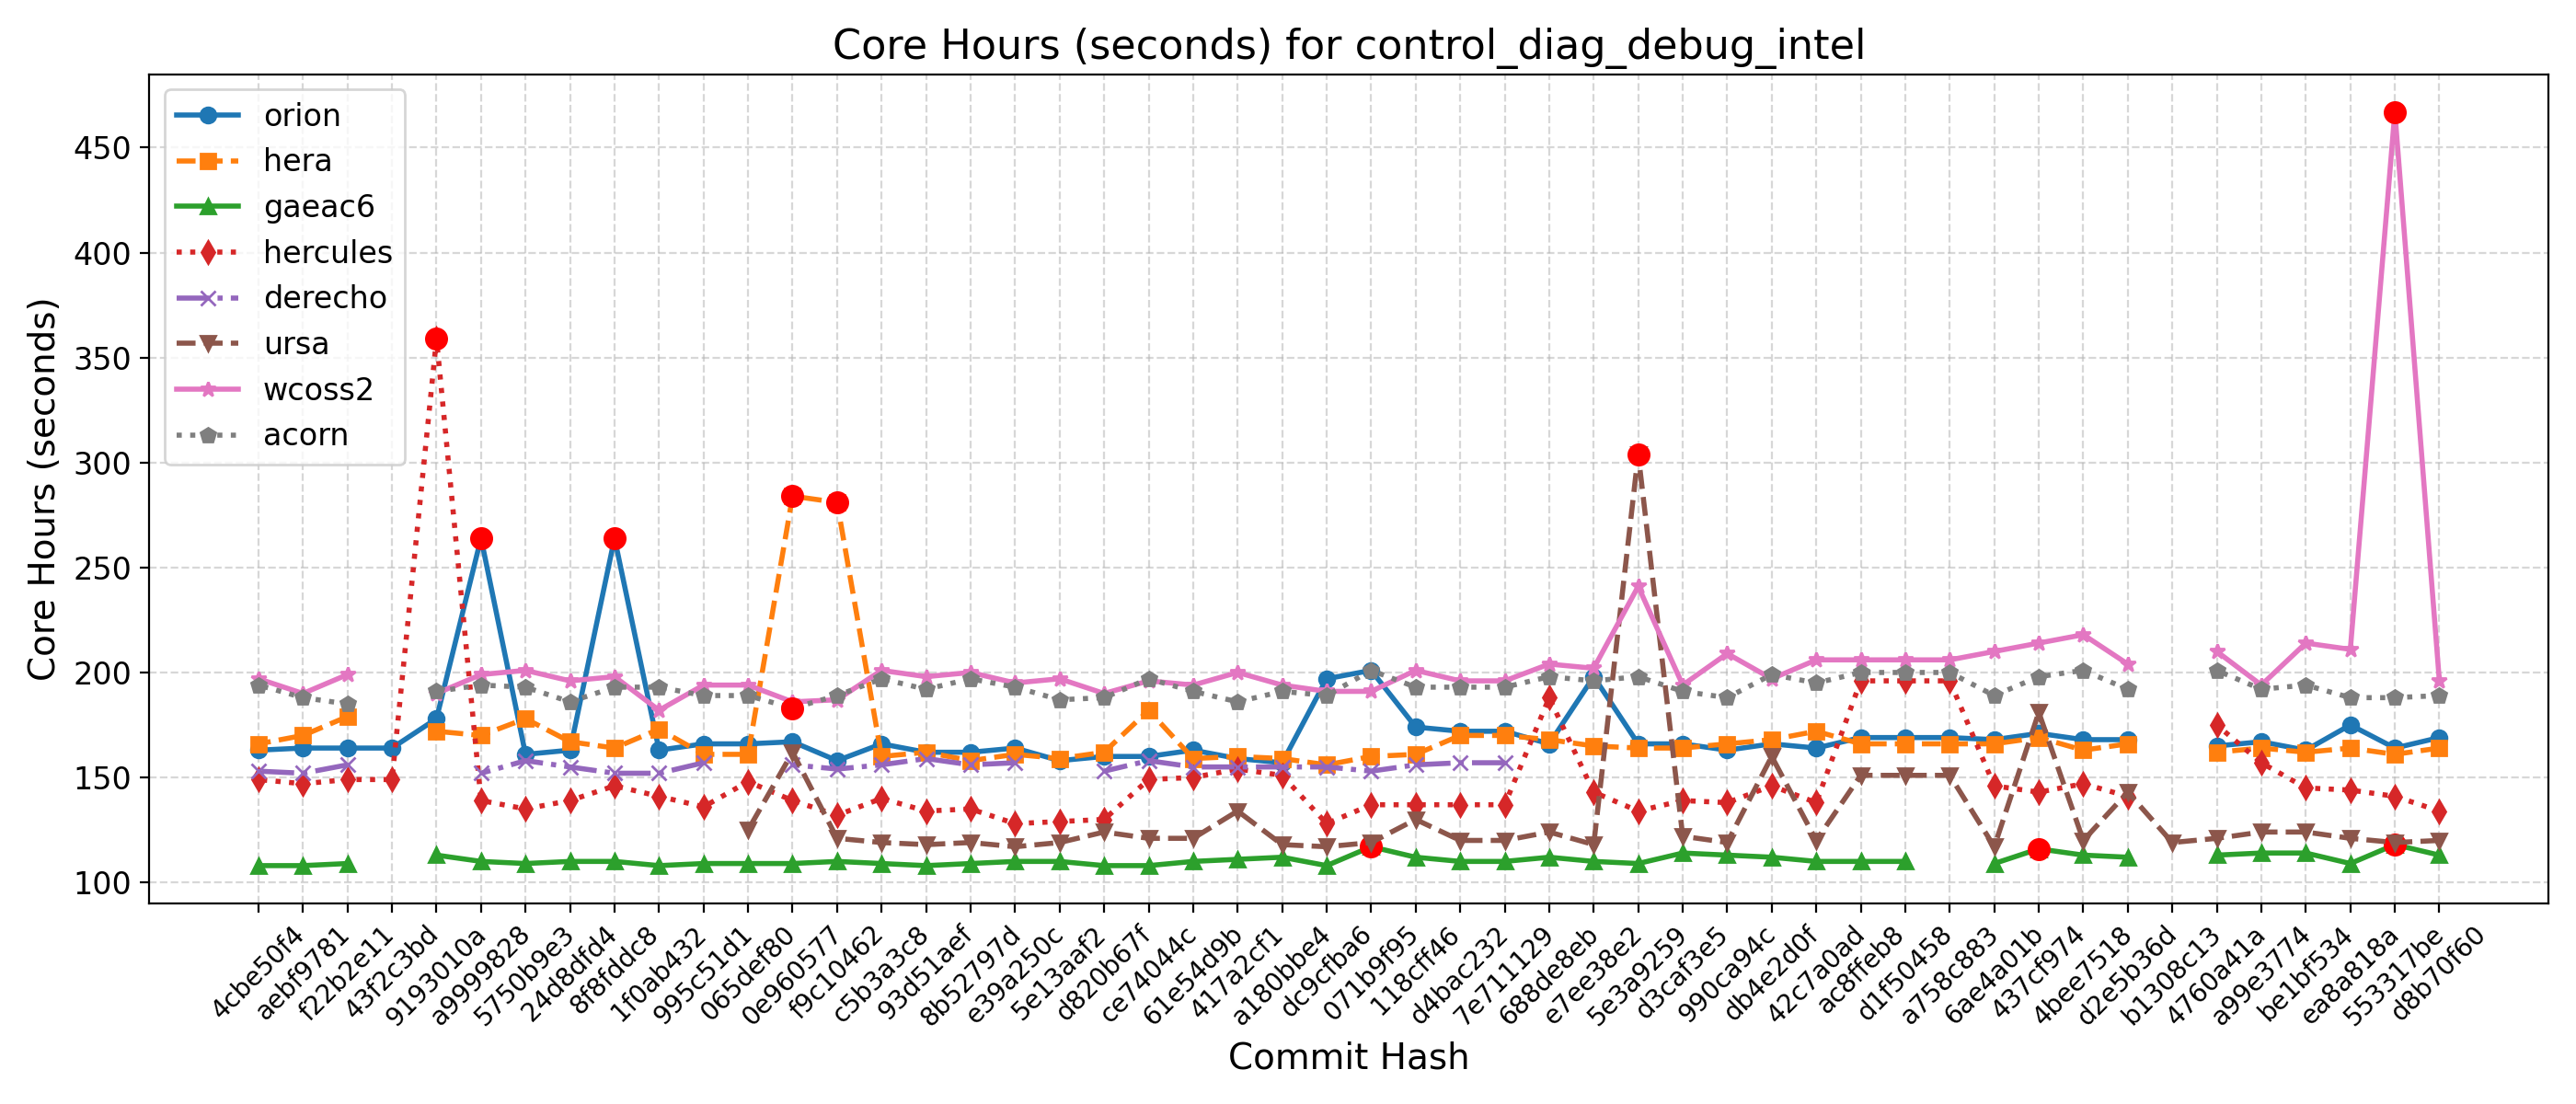 Core Hours (seconds) for control_diag_debug_intel
orion
hera
gaeac6
hercules
derecho
ursa
wcoss2
acorn
Core Hours (seconds)
450
400
350
300
250
200
150
100
4cbe50f4
aebf9781
f22b2e11
43f2c3bd
9193010a
a9999828
5750b9e3
24d8dfd4
8f8fddc8
1f0ab432
995c51d1
065def80
0e960577
f9c10462
c5b3a3c8
93d51aef
8b52797d
e39a250c
5e13aaf2
d820b67f
ce74044c
61e54d9b
417a2cf1
a180bbe4
dc9cfba6
071b9f95
118cff46
d4bac232
7e711129
688de8eb
e7ee38e2
5e3a9259
d3caf3e5
990ca94c
db4e2d0f
42c7a0ad
ac8ffeb8
d1f50458
a758c883
6ae4a01b
437cf974
4bee7518
d2e5b36d
b1308c13
4760a41a
a99e3774
be1bf534
ea8a818a
553317be
d8b70f60
Commit Hash